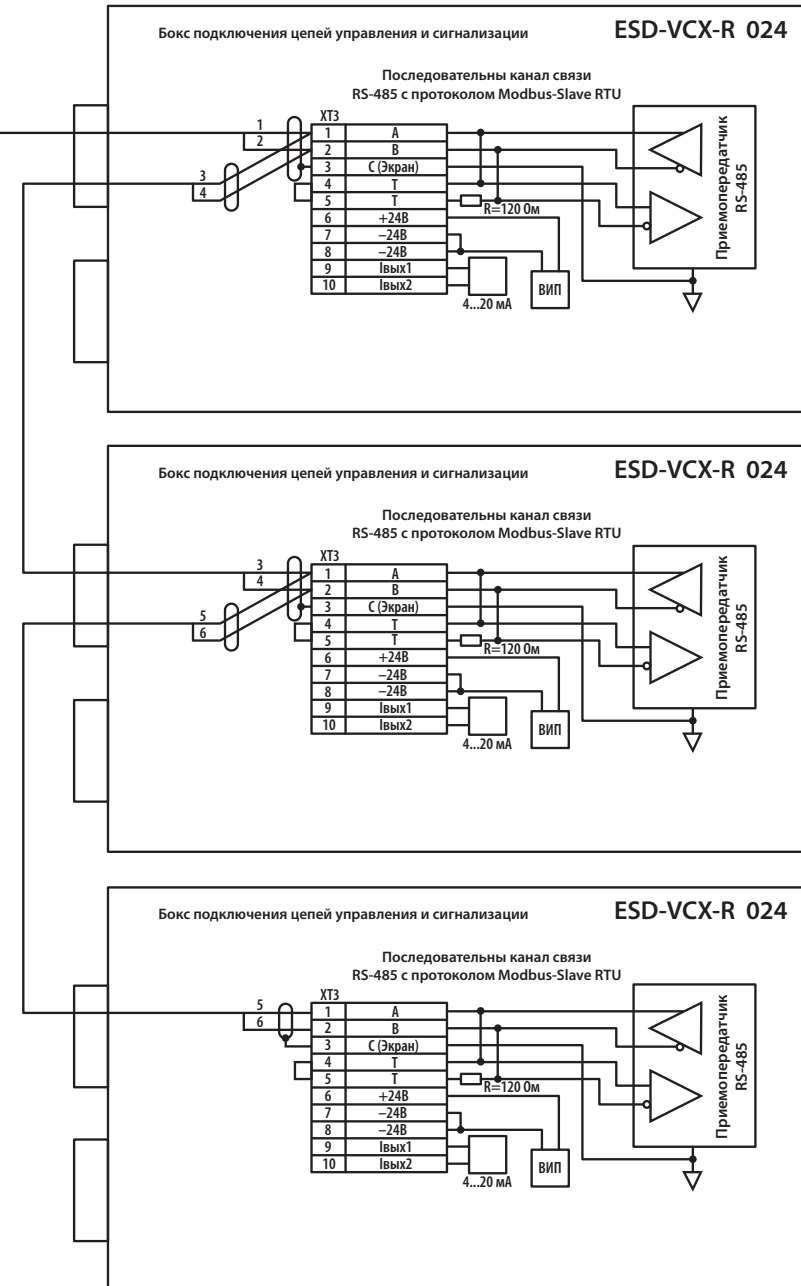 Бокс подключения цепей управления и сигнализации
ESD-VCX-R 024
Последовательны канал связи
RS-485 с протоколом Modbus-Slave RTU
XT3
1
2
3
4
1 A
2 B
3 С (Экран)
4 T
5 T
6 +24В
7 –24В
8 –24В
9 Iвых1
10 Iвых2
R=120 Ом
4...20 мА
ВИП
Приемопередатчик
RS-485
Бокс подключения цепей управления и сигнализации
ESD-VCX-R 024
Последовательны канал связи
RS-485 с протоколом Modbus-Slave RTU
XT3
3
4
5
6
1 A
2 B
3 С (Экран)
4 T
5 T
6 +24В
7 –24В
8 –24В
9 Iвых1
10 Iвых2
R=120 Ом
4...20 мА
ВИП
Приемопередатчик
RS-485
Бокс подключения цепей управления и сигнализации
ESD-VCX-R 024
Последовательны канал связи
RS-485 с протоколом Modbus-Slave RTU
XT3
5
6
1 A
2 B
3 С (Экран)
4 T
5 T
6 +24В
7 –24В
8 –24В
9 Iвых1
10 Iвых2
R=120 Ом
4...20 мА
ВИП
Приемопередатчик
RS-485